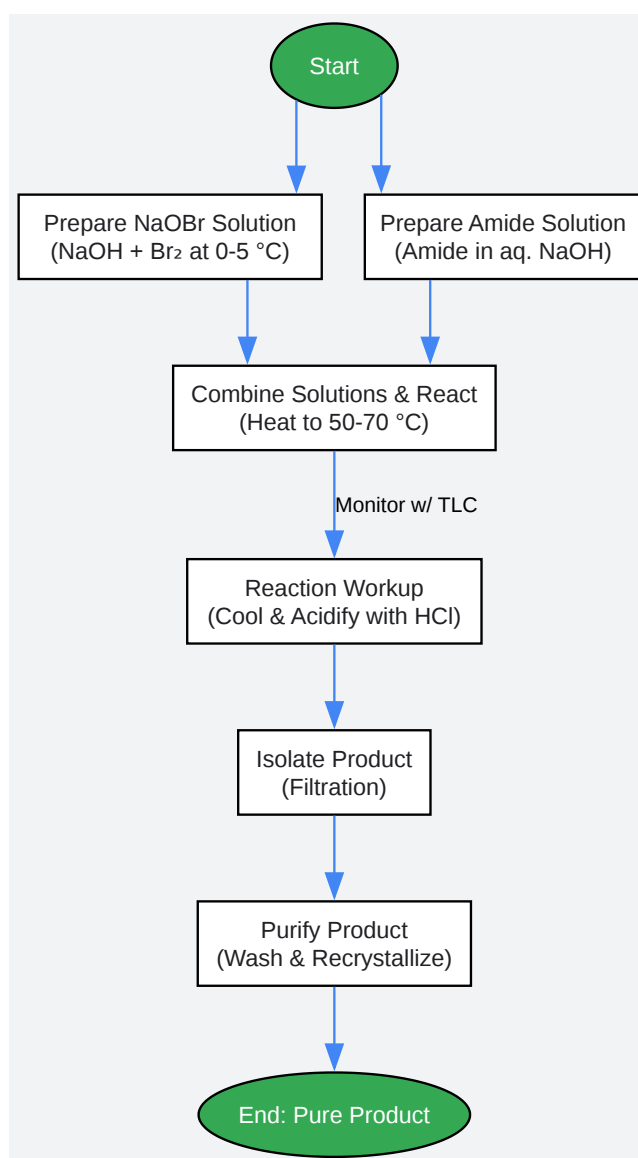 Start
Prepare NaOBr Solution
(NaOH + Br₂ at 0-5 °C)
Prepare Amide Solution
(Amide in aq. NaOH)
Combine Solutions & React
(Heat to 50-70 °C)
Monitor w/ TLC
Reaction Workup
(Cool & Acidify with HCl)
Isolate Product
(Filtration)
Purify Product
(Wash & Recrystallize)
End: Pure Product